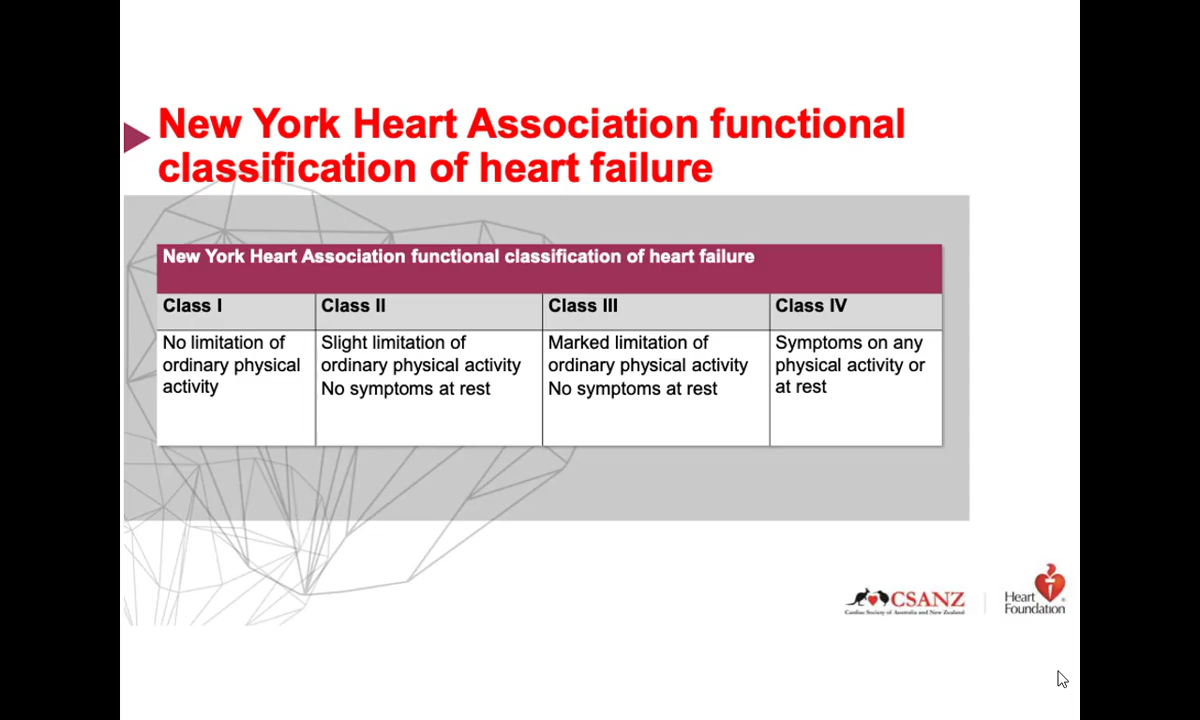 New York Heart Association functional
classification of heart failure
New York Heart Association functional classification of heart failure
Class I
Class II
Class III
Class IV
No limitation of
ordinary physical
activity
Slight limitation of
ordinary physical activity
No symptoms at rest
Marked limitation of
ordinary physical activity
No symptoms at rest
Symptoms on any
physical activity or
at rest
CSANZ
Cardiac Society of Australia and New Zealand
Heart
Foundation